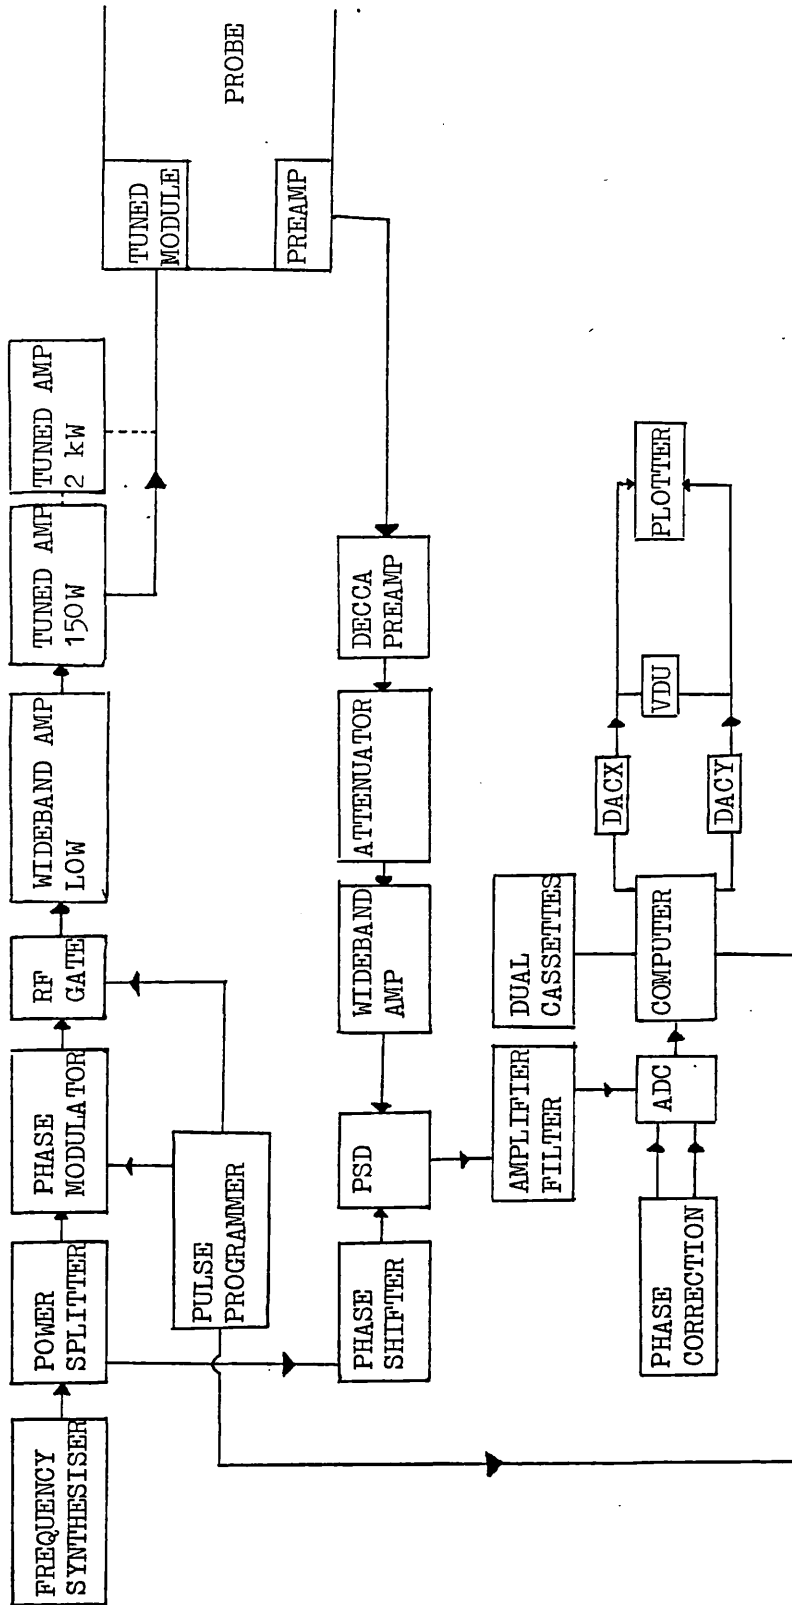 FREQUENCY
SYNTHESISER
POWER
SPLITTER
PHASE
MODULATOR
RF
GATE
WIDEBAND AMP
LOW
TUNED AMP
150W
TUNED AMP
2 kW
TUNED
MODULE
PROBE
PREAMP
PULSE
PROGRAMMER
PHASE
SHIFTER
PSD
WIDEBAND
AMP
ATTENUATOR
DECCA
PREAMP
AMPLIFIER
FILTER
DUAL
CASSETTES
PHASE
CORRECTION
ADC
COMPUTER
DACX
DACY
VDU
PLOTTER